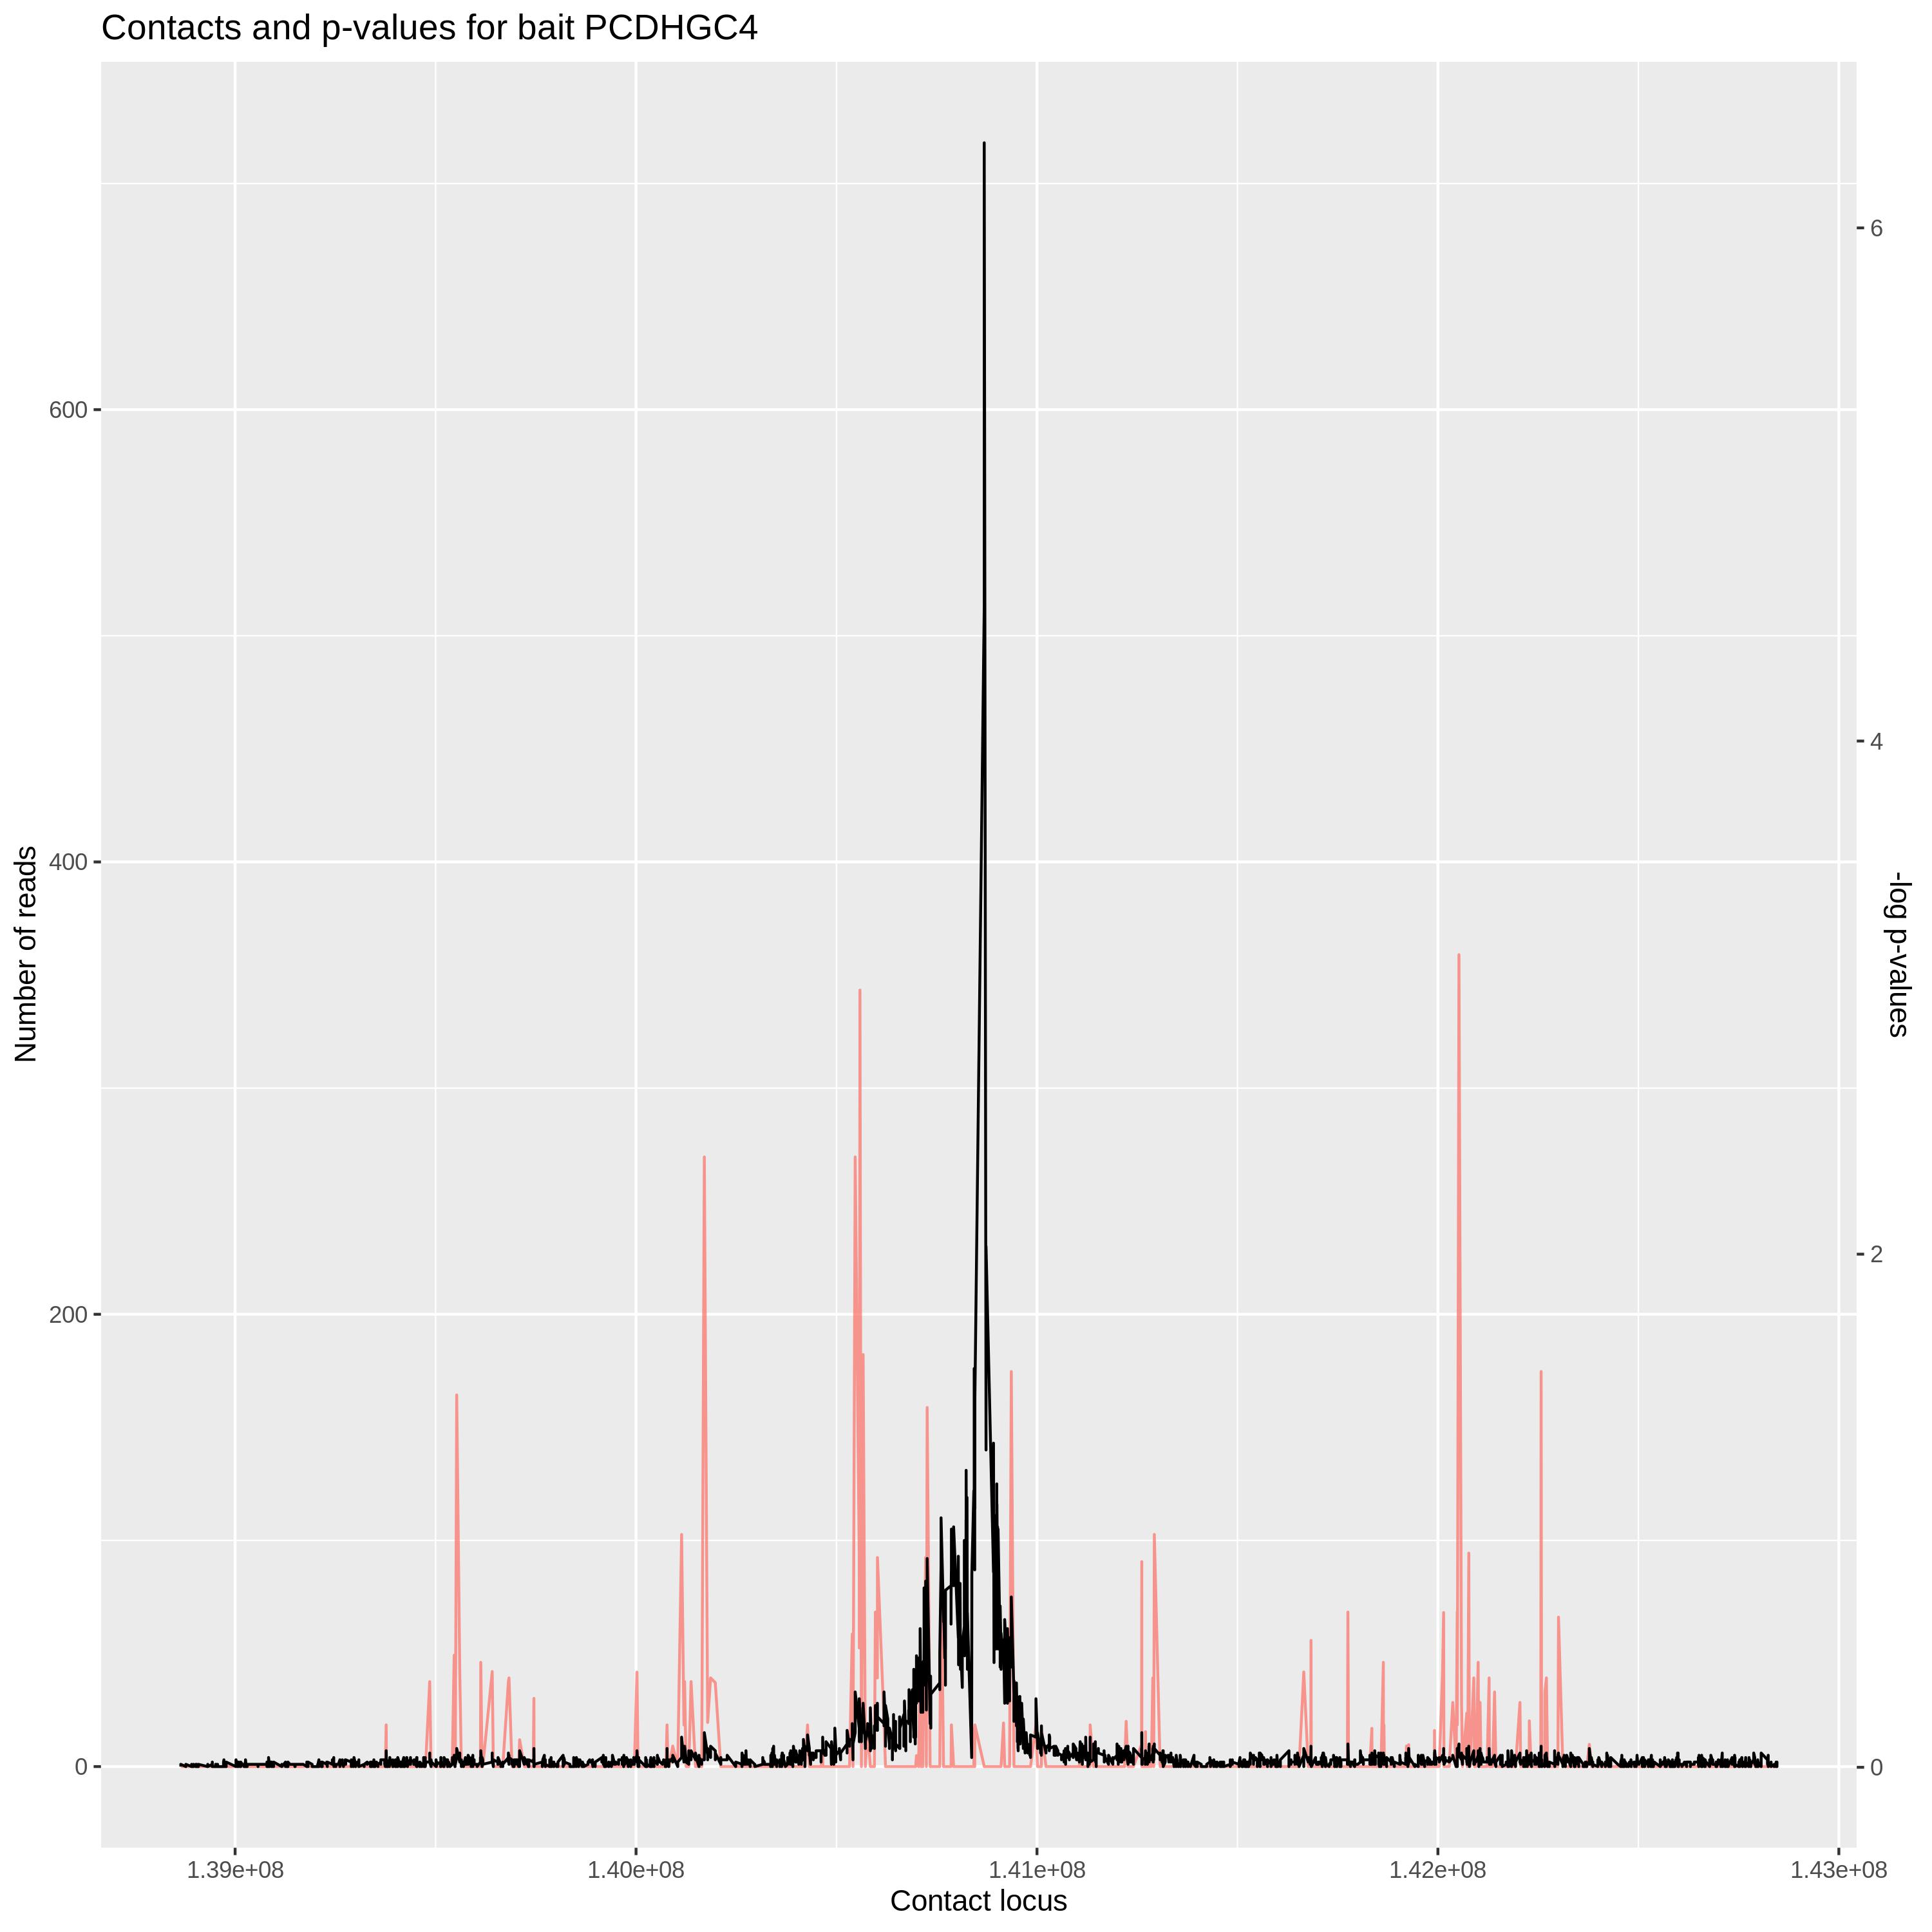 Contacts and p-values for bait PCDHGC4
600
400
200
0
6
4
2
0
Number of reads
-log p-values
1.39e+08
1.40e+08
1.41e+08
1.42e+08
1.43e+08
Contact locus